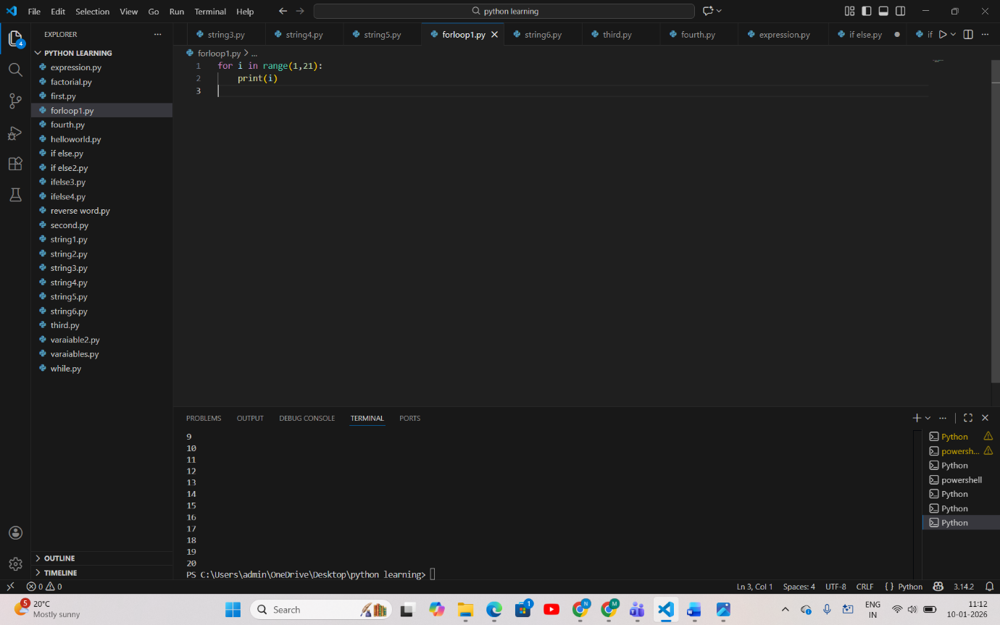 File Edit Selection View Go Run Terminal Help
python learning
EXPLORER
string3.py
string4.py
string5.py
forloop1.py
string6.py
third.py
fourth.py
expression.py
if else.py
if
4
PYTHON LEARNING
expression.py
factorial.py
first.py
forloop1.py
fourth.py
helloworld.py
if else.py
if else2.py
ifelse3.py
ifelse4.py
reverse word.py
second.py
string1.py
string2.py
string3.py
string4.py
string5.py
string6.py
third.py
varaiable2.py
varaiables.py
while.py
OUTLINE
TIMELINE
forloop1.py > ...
1 for i in range(1,21):
2 print(i)
3
PROBLEMS OUTPUT DEBUG CONSOLE TERMINAL PORTS
9
10
11
12
13
14
15
16
17
18
19
20
PS C:\Users\admin\OneDrive\Desktop\python learning>
Python
powersh...
Python
powershell
Python
Python
Python
0 0
Ln 3, Col 1 Spaces: 4 UTF-8 CRLF {} Python 3.14.2
5
20°C
Mostly sunny
Search
1
N
M
ENG
IN
11:12
10-01-2026